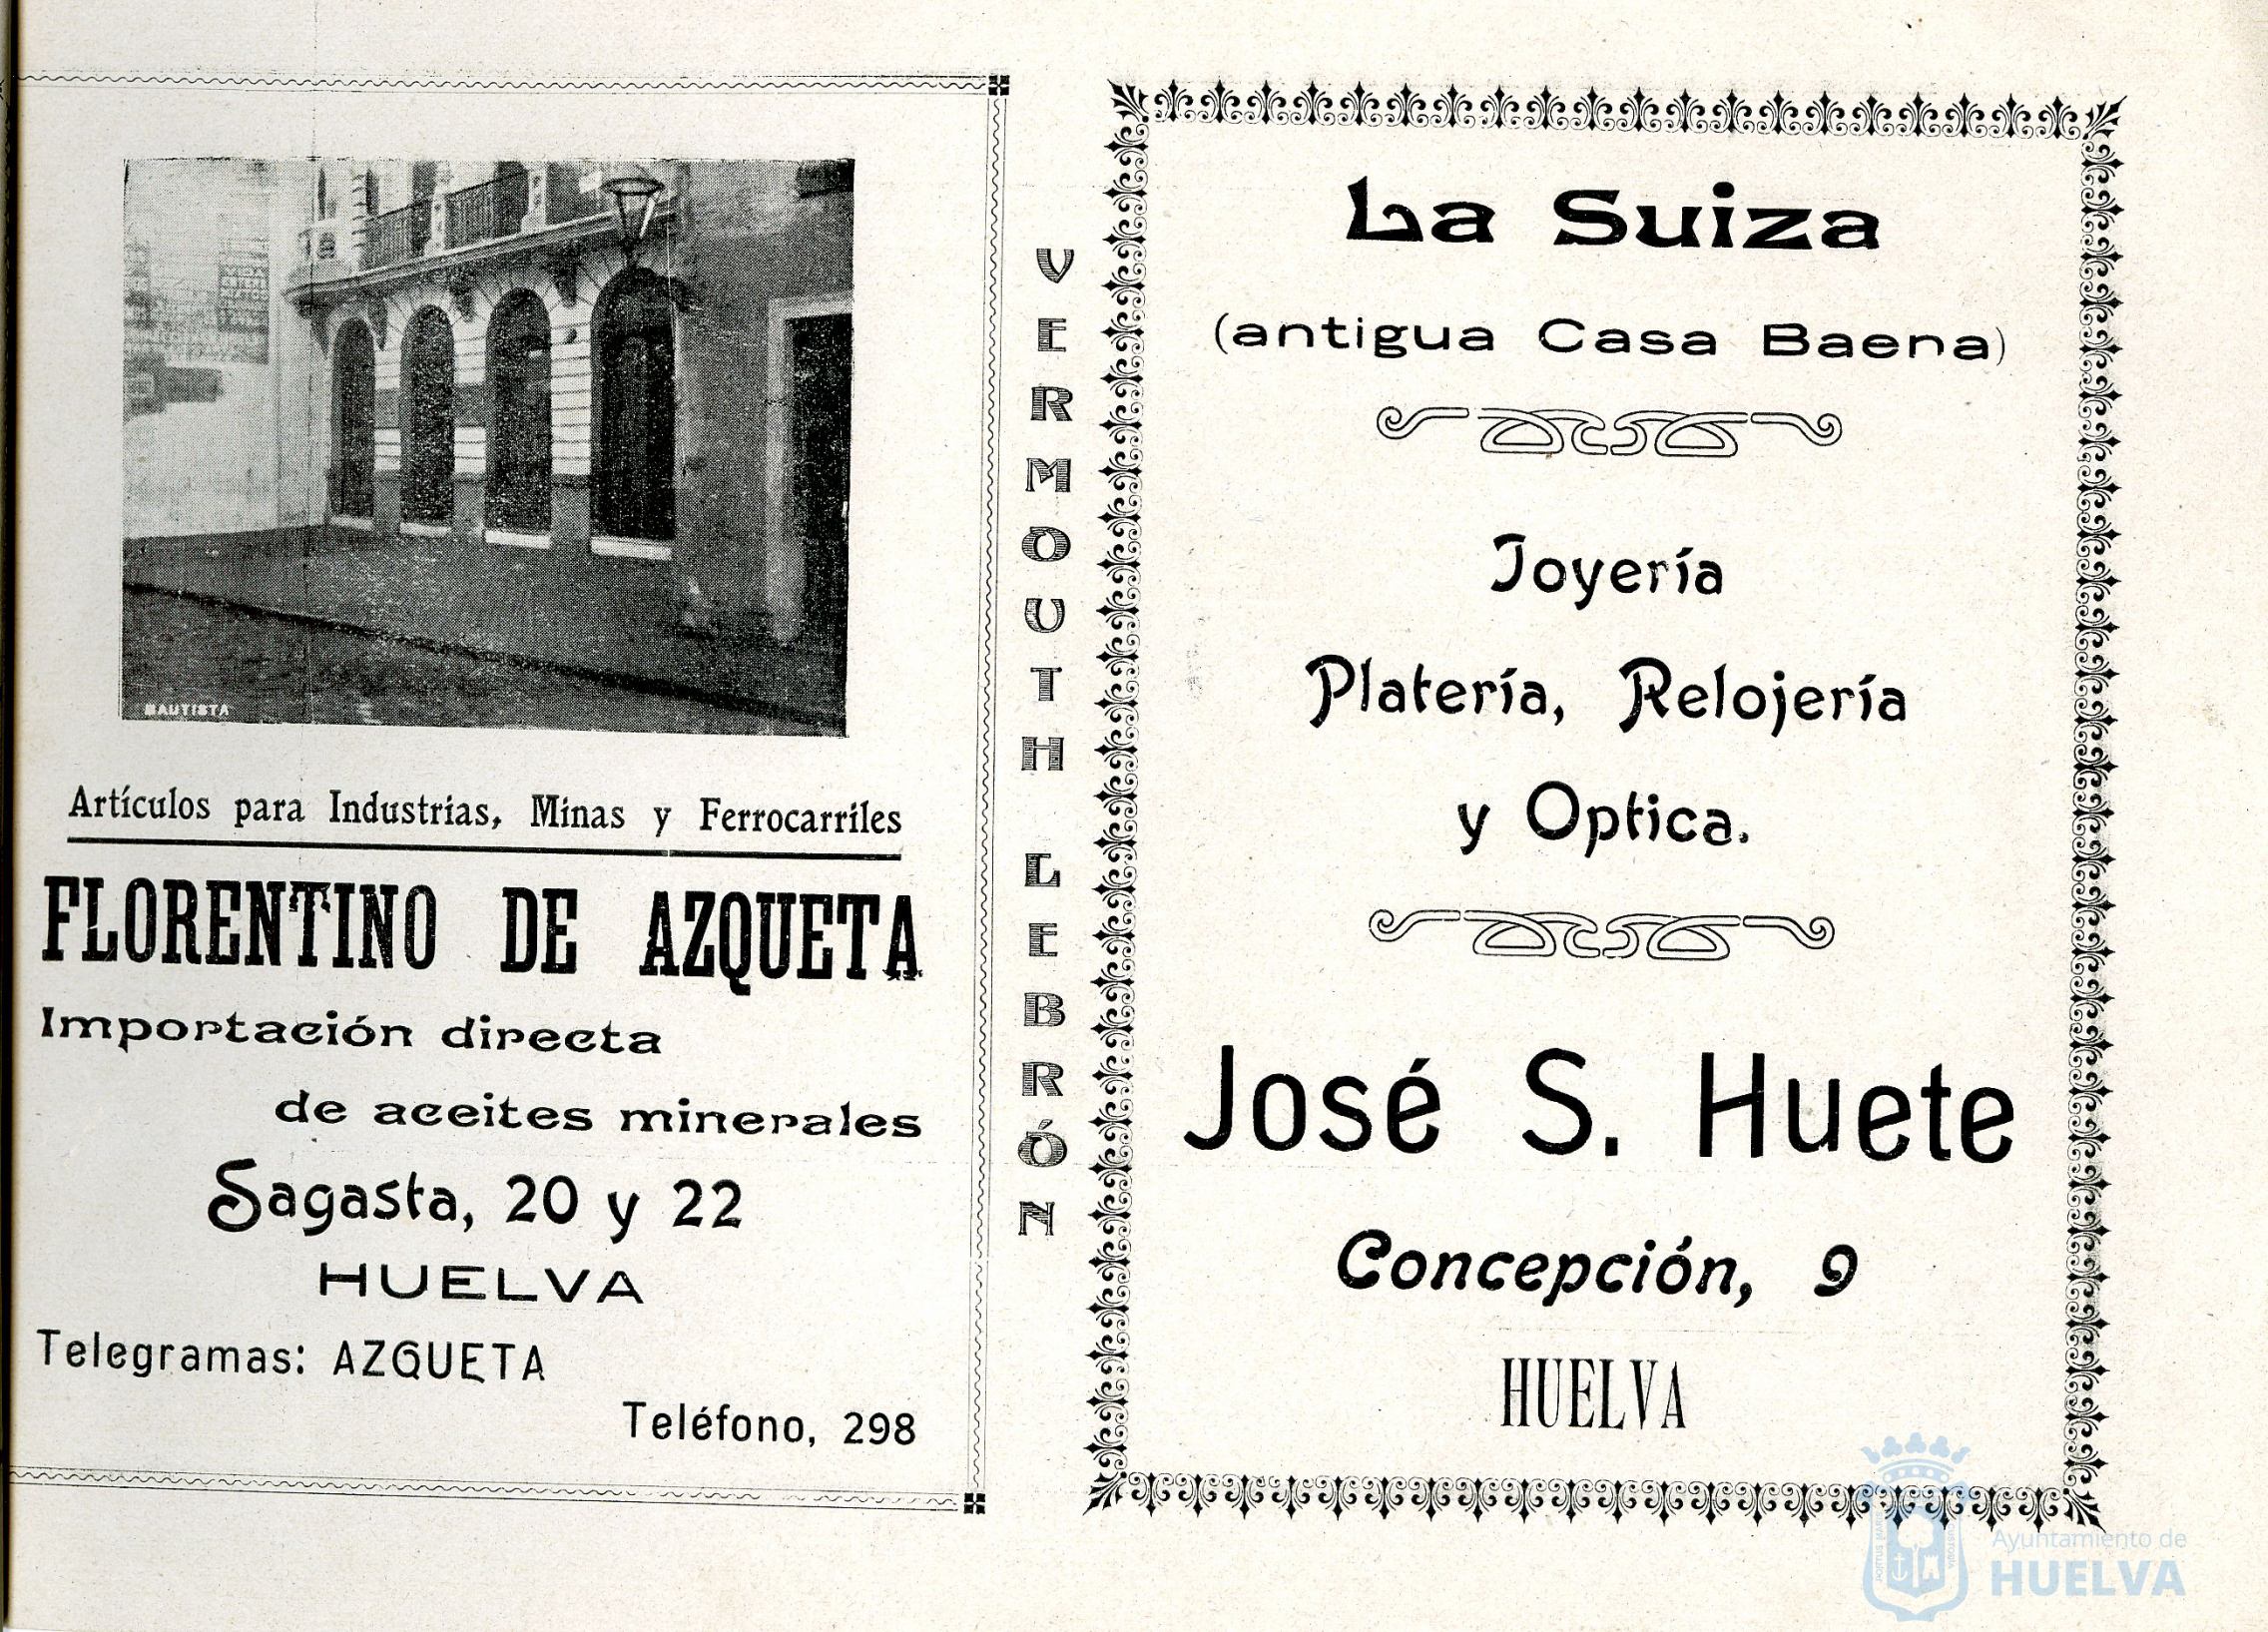 BAUTISTA
Artículos para Industrias, Minas y Ferrocarriles
FLORENTINO DE AZQUETA
Importación directa
de aceites minerales
Sagasta, 20 y 22
HUELVA
Telegramas: AZQUETA
Teléfono, 298
VERMOUTH LEBRÓN
La Suiza
(antigua Casa Baena)
Joyería
Platería, Relojería
y Optica.
José S. Huete
Concepción, 9
HUELVA
Ayuntamiento de
HUELVA